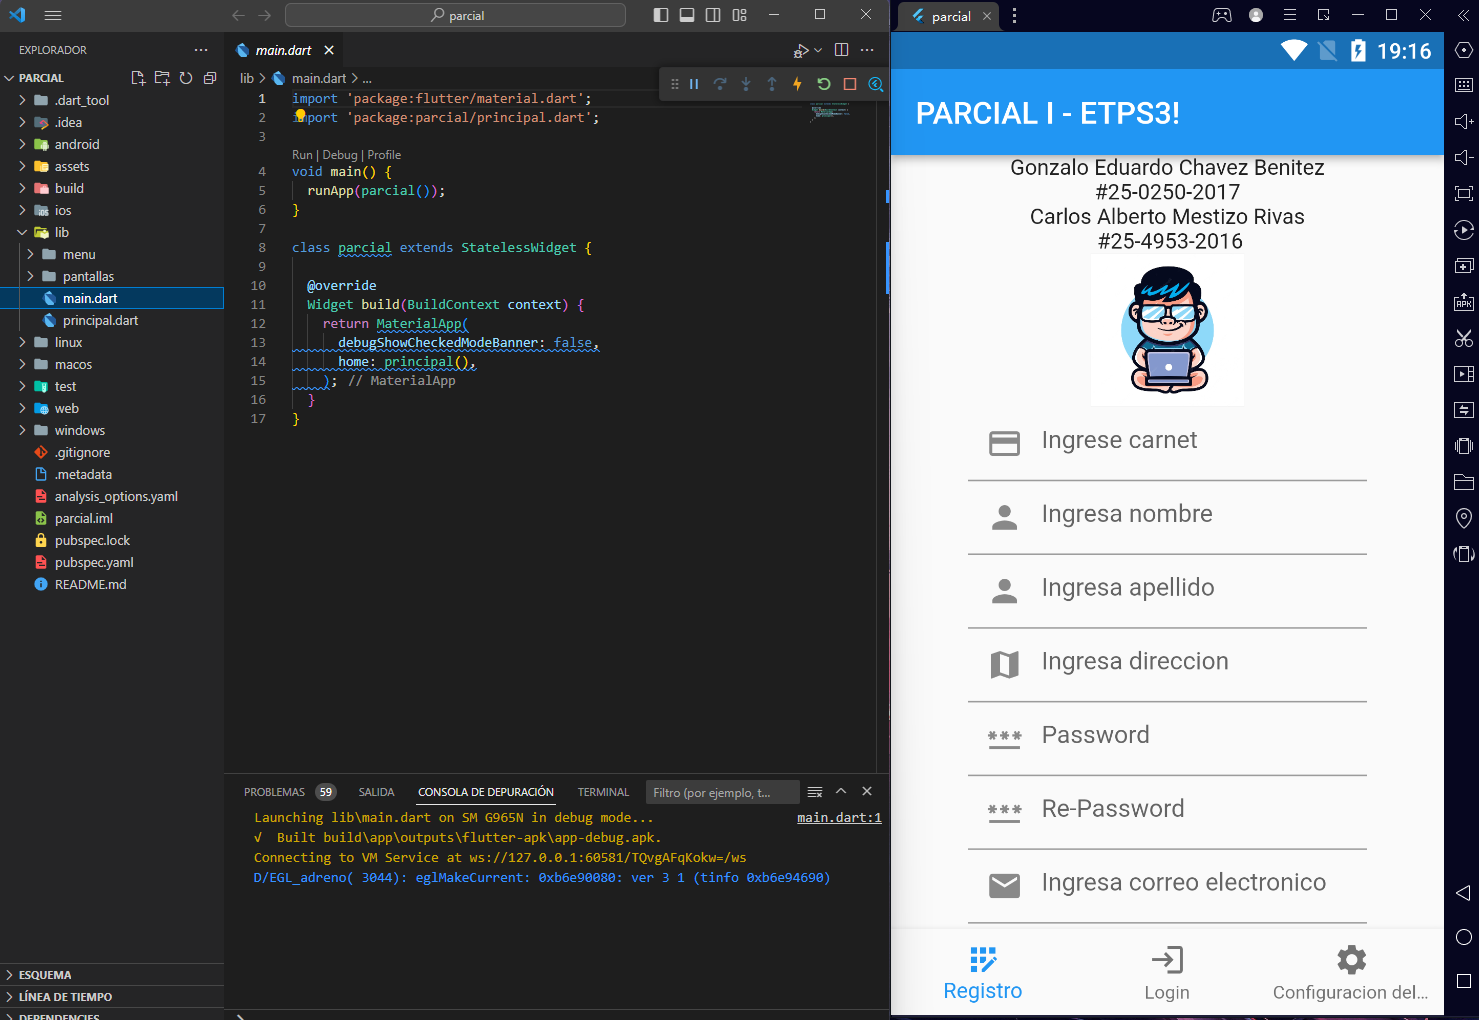 parcial
EXPLORADOR
PARCIAL
.dart_tool
.idea
android
assets
build
ios
lib
menu
pantallas
main.dart
principal.dart
linux
macos
test
web
windows
.gitignore
.metadata
analysis_options.yaml
parcial.iml
pubspec.lock
pubspec.yaml
README.md
ESQUEMA
LÍNEA DE TIEMPO
DEPENDENCIES
main.dart
lib > main.dart > ...
1 import 'package:flutter/material.dart';
2 import 'package:parcial/principal.dart';
3
Run | Debug | Profile
4 void main() {
5 runApp(parcial());
6 }
7
8 class parcial extends StatelessWidget {
9
10 @override
11 Widget build(BuildContext context) {
12 return MaterialApp(
13 debugShowCheckedModeBanner: false,
14 home: principal(),
15 ); // MaterialApp
16 }
17 }
PROBLEMAS 59 SALIDA CONSOLA DE DEPURACIÓN TERMINAL Filtro (por ejemplo, t...
Launching lib\main.dart on SM G965N in debug mode... main.dart:1
√ Built build\app\outputs\flutter-apk\app-debug.apk.
Connecting to VM Service at ws://127.0.0.1:60581/TQvgAFqKokw=/ws
D/EGL_adreno( 3044): eglMakeCurrent: 0xb6e90080: ver 3 1 (tinfo 0xb6e94690)
parcial
19:16
PARCIAL I - ETPS3!
Gonzalo Eduardo Chavez Benitez
#25-0250-2017
Carlos Alberto Mestizo Rivas
#25-4953-2016
Ingrese carnet
Ingresa nombre
Ingresa apellido
Ingresa direccion
Password
Re-Password
Ingresa correo electronico
Registro
Login
Configuracion del...
APK